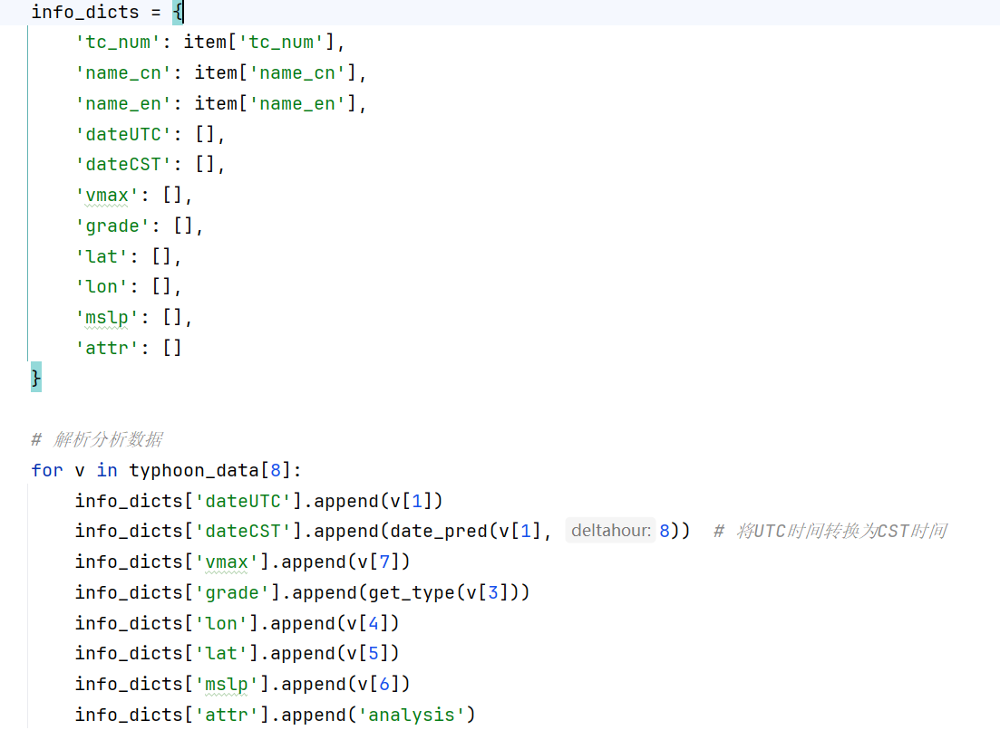 info_dicts = {
    'tc_num': item['tc_num'],
    'name_cn': item['name_cn'],
    'name_en': item['name_en'],
    'dateUTC': [],
    'dateCST': [],
    'vmax': [],
    'grade': [],
    'lat': [],
    'lon': [],
    'mslp': [],
    'attr': []
}
# 解析分析数据
for v in typhoon_data[8]:
    info_dicts['dateUTC'].append(v[1])
    info_dicts['dateCST'].append(date_pred(v[1], deltahour: 8))  # 将UTC时间转换为CST时间
    info_dicts['vmax'].append(v[7])
    info_dicts['grade'].append(get_type(v[3]))
    info_dicts['lon'].append(v[4])
    info_dicts['lat'].append(v[5])
    info_dicts['mslp'].append(v[6])
    info_dicts['attr'].append('analysis')